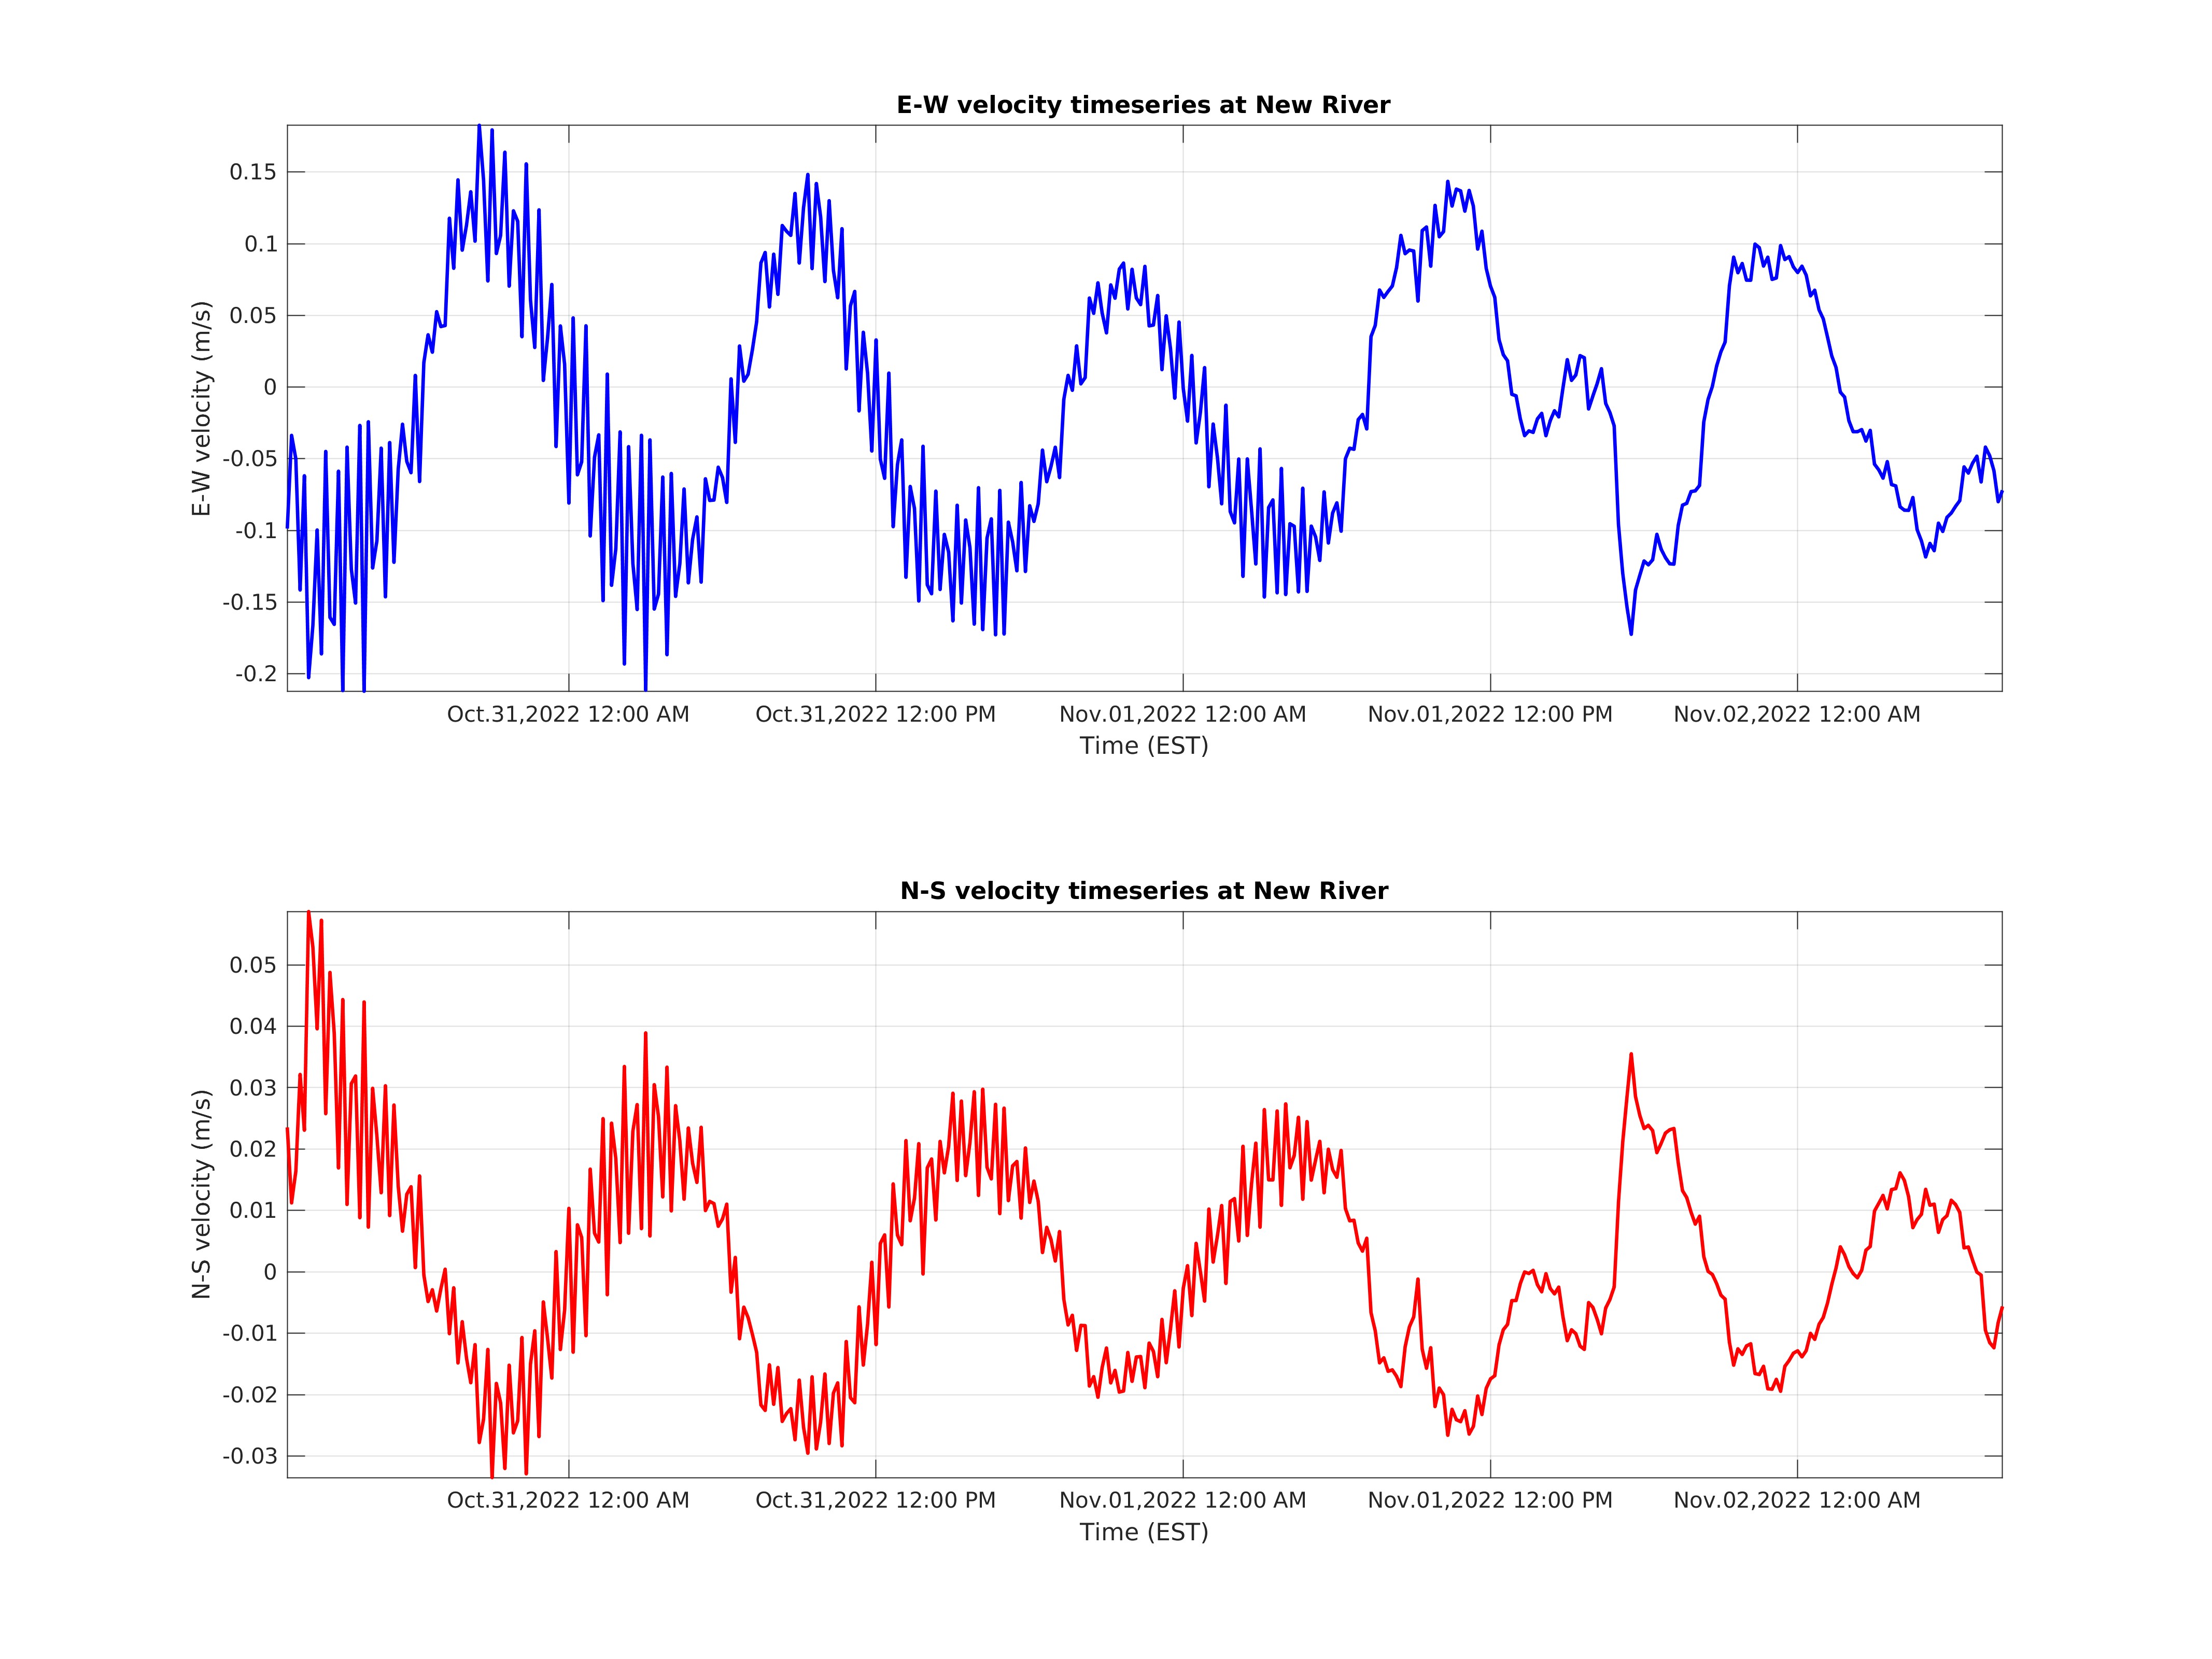 E-W velocity timeseries at New River
0.15
0.1
0.05
0
-0.05
-0.1
-0.15
-0.2
E-W velocity (m/s)
Oct.31,2022 12:00 AM Oct.31,2022 12:00 PM Nov.01,2022 12:00 AM Nov.01,2022 12:00 PM Nov.02,2022 12:00 AM
Time (EST)
N-S velocity timeseries at New River
0.05
0.04
0.03
0.02
0.01
0
-0.01
-0.02
-0.03
N-S velocity (m/s)
Oct.31,2022 12:00 AM Oct.31,2022 12:00 PM Nov.01,2022 12:00 AM Nov.01,2022 12:00 PM Nov.02,2022 12:00 AM
Time (EST)